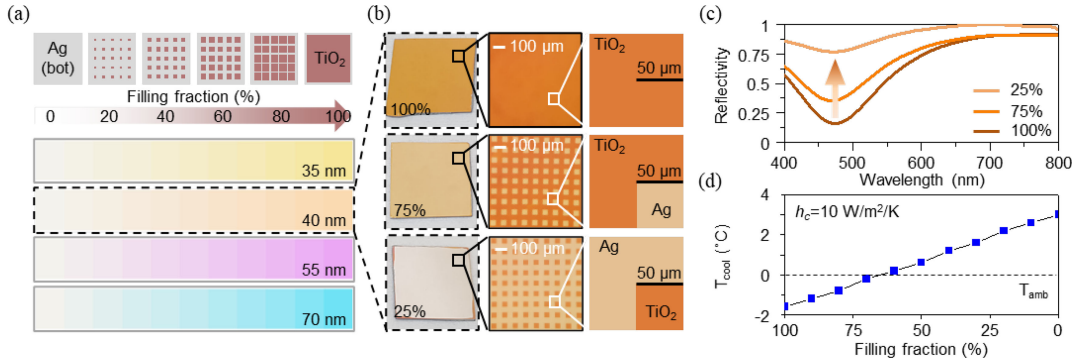 (a)
Ag
(bot)
TiO2
Filling fraction (%)
0 20 40 60 80 100
35 nm
40 nm
55 nm
70 nm
(b)
100%
100 µm
TiO2
50 µm
75%
100 µm
TiO2
50 µm
Ag
25%
100 µm
Ag
50 µm
TiO2
(c)
Reflectivity
1
0.75
0.5
0.25
0
25%
75%
100%
400 500 600 700 800
Wavelength (nm)
(d)
hc=10 W/m2/K
Tcool (°C)
4
2
0
-2
Tamb
100 75 50 25 0
Filling fraction (%)